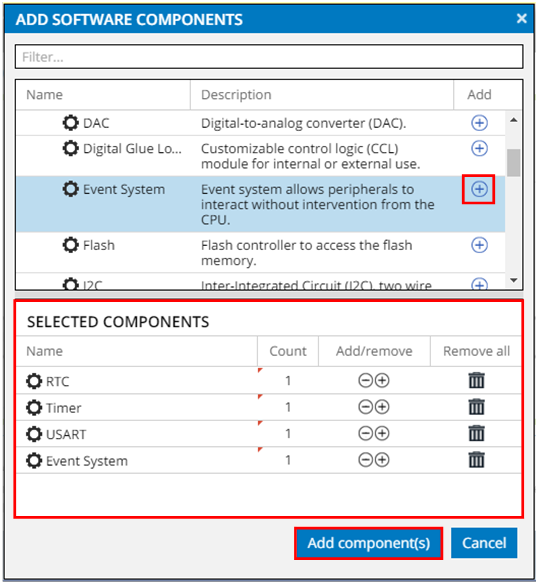 ADD SOFTWARE COMPONENTS
Filter...
Name Description Add
DAC Digital-to-analog converter (DAC).
Digital Glue Lo... Customizable control logic (CCL)
module for internal or external use.
Event System Event system allows peripherals to
interact without intervention from the
CPU.
Flash Flash controller to access the flash
memory.
I2C Inter-Integrated Circuit (I2C), two wire
SELECTED COMPONENTS
Name Count Add/remove Remove all
RTC 1
Timer 1
USART 1
Event System 1
Add component(s) Cancel